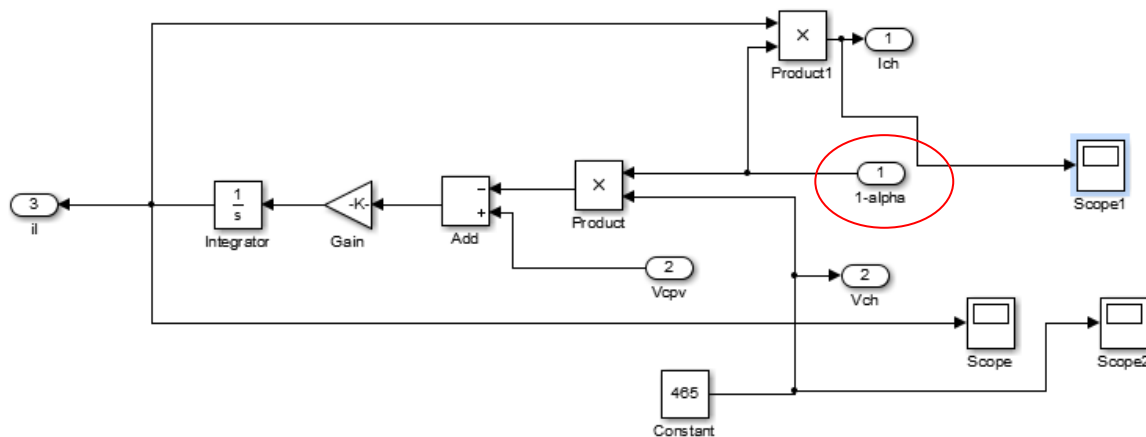 ×
Product1
1
Ich
1
1-alpha
Scope1
×
Product
−
+
Add
-K-
Gain
1
s
Integrator
3
il
2
Vcpv
2
Vch
Scope
Scope2
465
Constant